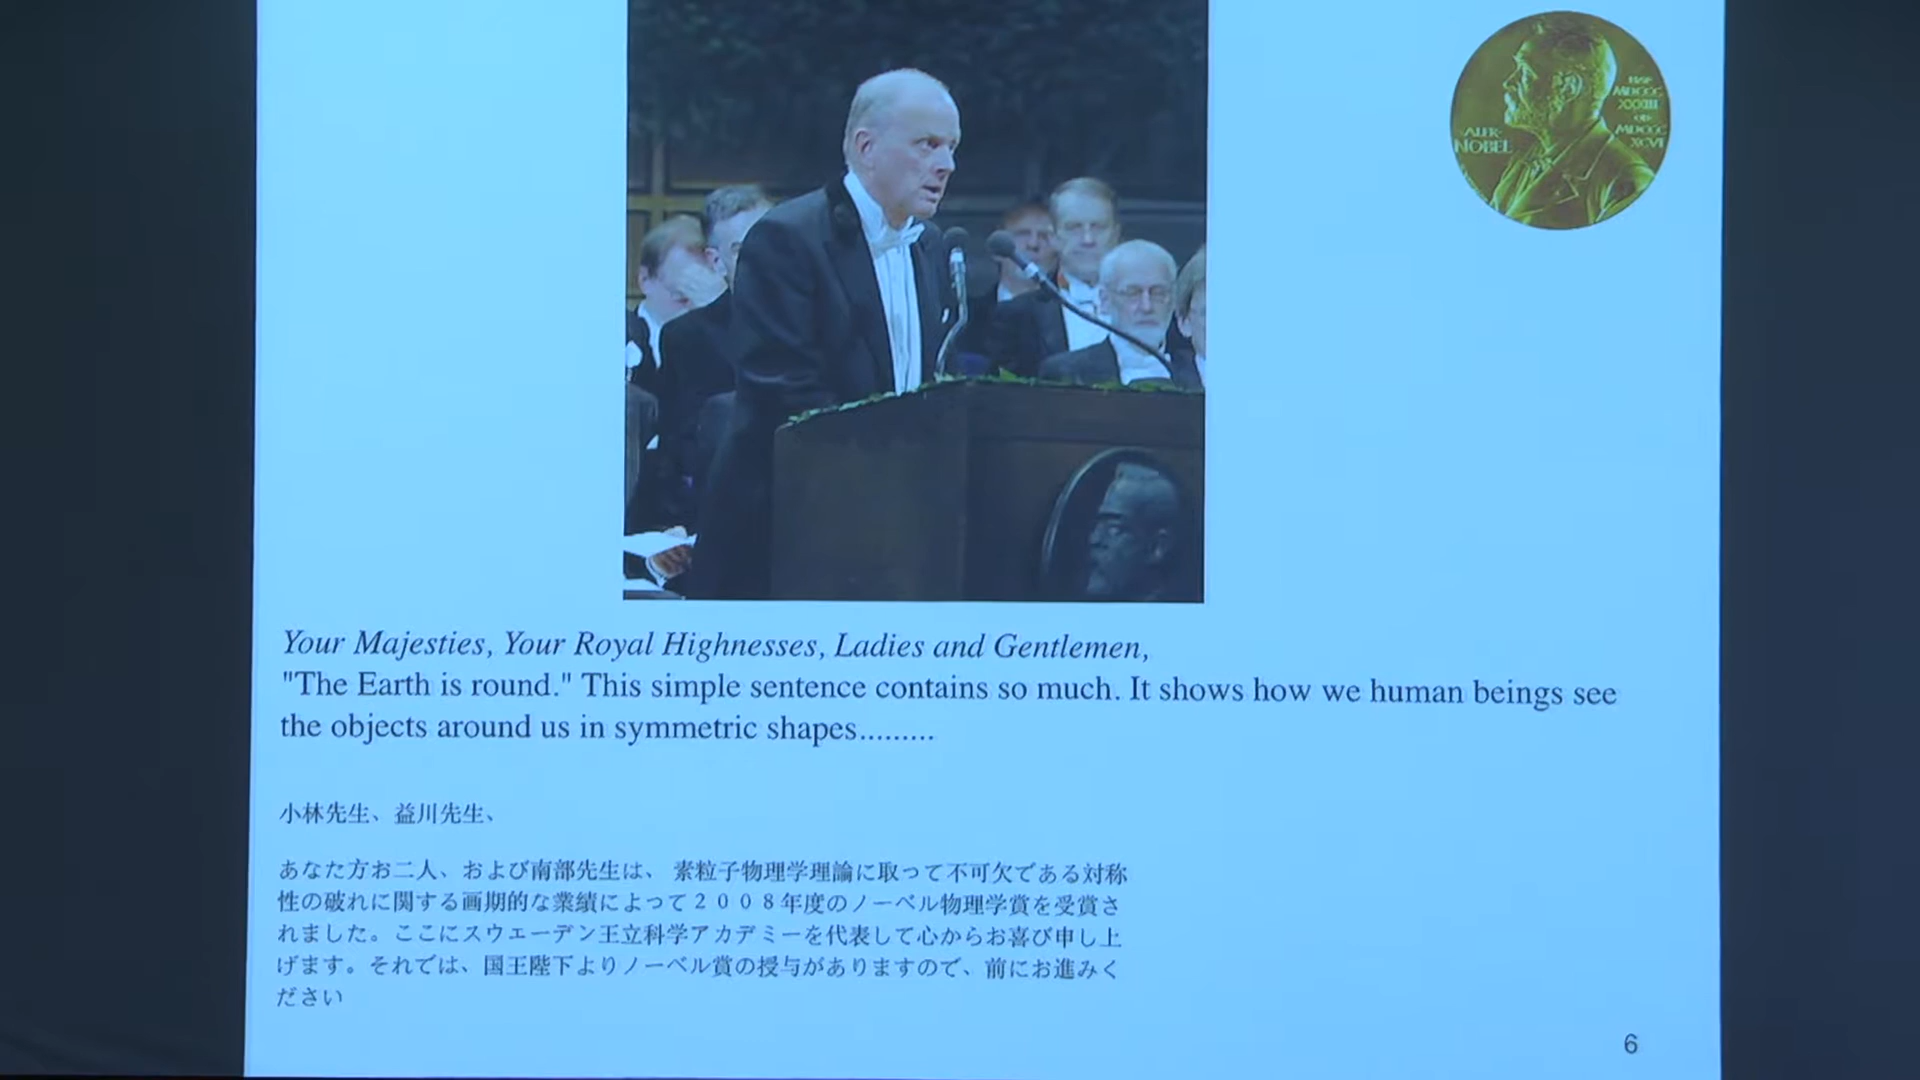 ALFR·
NOBEL
NAT·
MDCCC
XXXIII
OB·
MDCCC
XCVI
Your Majesties, Your Royal Highnesses, Ladies and Gentlemen,
"The Earth is round." This simple sentence contains so much. It shows how we human beings see
the objects around us in symmetric shapes.........
小林先生、益川先生、
あなた方お二人、および南部先生は、 素粒子物理学理論に取って不可欠である対称
性の破れに関する画期的な業績によって２００８年度のノーベル物理学賞を受賞さ
れました。ここにスウェーデン王立科学アカデミーを代表して心からお喜び申し上
げます。それでは、国王陛下よりノーベル賞の授与がありますので、前にお進みく
ださい
6